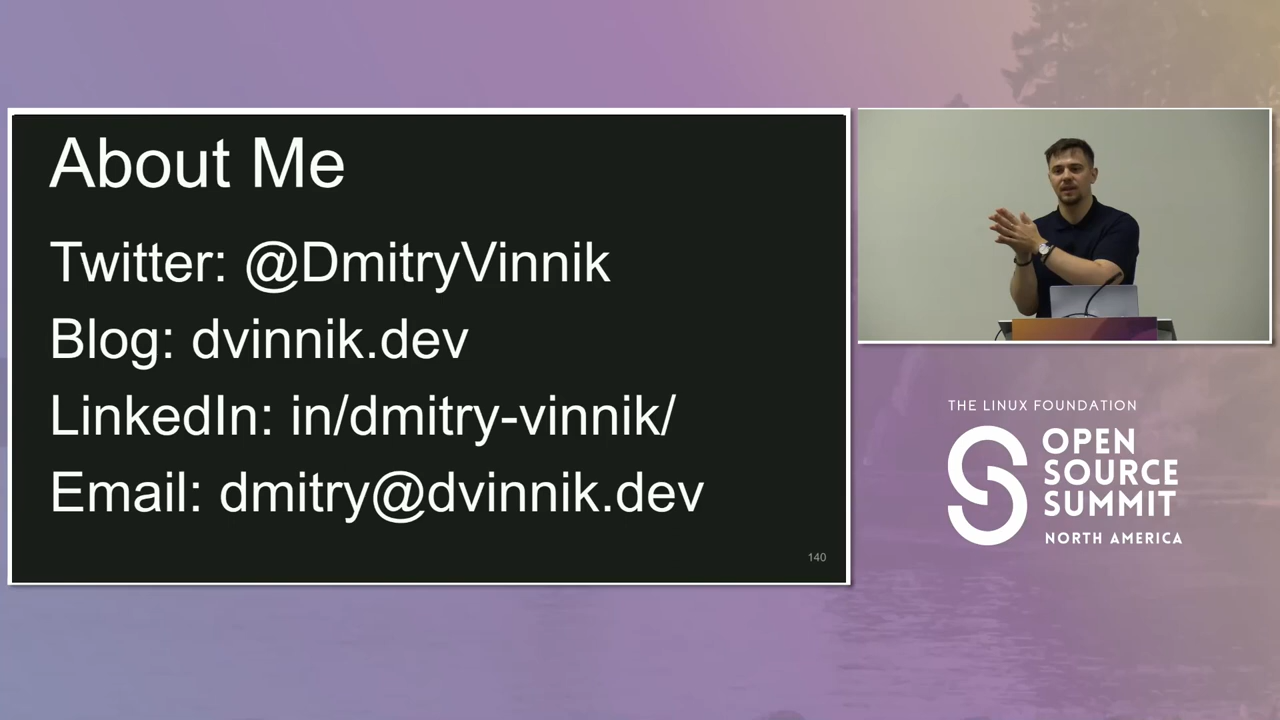 About Me
Twitter: @DmitryVinnik
Blog: dvinnik.dev
LinkedIn: in/dmitry-vinnik/
Email: dmitry@dvinnik.dev
140
THE LINUX FOUNDATION
OPEN
SOURCE
SUMMIT
NORTH AMERICA